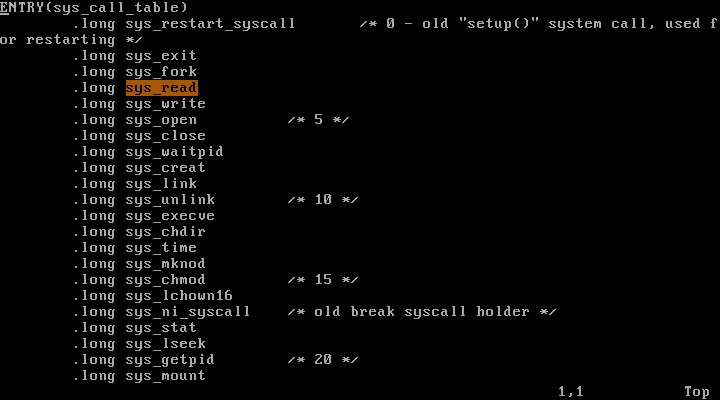 ENTRY(sys_call_table)
        .long sys_restart_syscall       /* 0 - old "setup()" system call, used f
or restarting */
        .long sys_exit
        .long sys_fork
        .long sys_read
        .long sys_write
        .long sys_open          /* 5 */
        .long sys_close
        .long sys_waitpid
        .long sys_creat
        .long sys_link
        .long sys_unlink        /* 10 */
        .long sys_execve
        .long sys_chdir
        .long sys_time
        .long sys_mknod
        .long sys_chmod         /* 15 */
        .long sys_lchown16
        .long sys_ni_syscall    /* old break syscall holder */
        .long sys_stat
        .long sys_lseek
        .long sys_getpid        /* 20 */
        .long sys_mount
                                                              1,1           Top